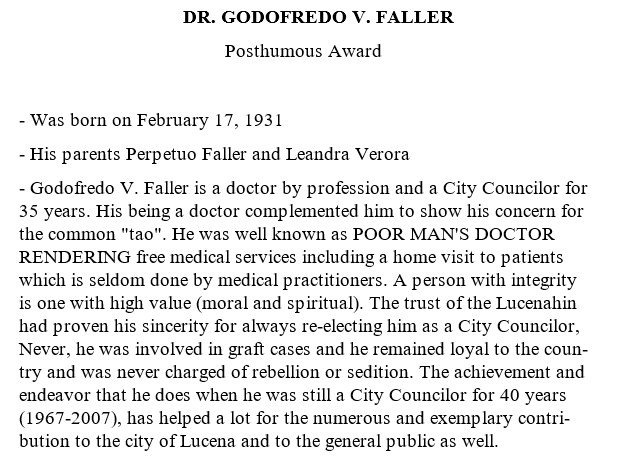 DR. GODOFREDO V. FALLER
Posthumous Award
- Was born on February 17, 1931
- His parents Perpetuo Faller and Leandra Verora
- Godofredo V. Faller is a doctor by profession and a City Councilor for
35 years. His being a doctor complemented him to show his concern for
the common "tao". He was well known as POOR MAN'S DOCTOR
RENDERING free medical services including a home visit to patients
which is seldom done by medical practitioners. A person with integrity
is one with high value (moral and spiritual). The trust of the Lucenahin
had proven his sincerity for always re-electing him as a City Councilor,
Never, he was involved in graft cases and he remained loyal to the coun-
try and was never charged of rebellion or sedition. The achievement and
endeavor that he does when he was still a City Councilor for 40 years
(1967-2007), has helped a lot for the numerous and exemplary contri-
bution to the city of Lucena and to the general public as well.